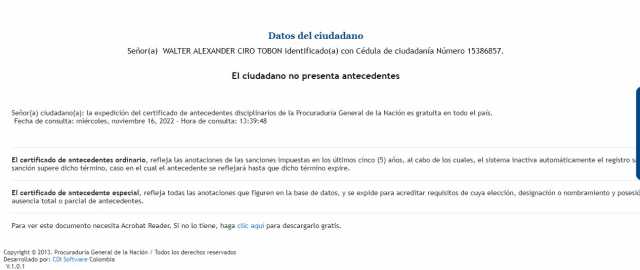 Datos del ciudadano
Señor(a) WALTER ALEXANDER CIRO TOBON identificado(a) con Cédula de ciudadanía Número 15386857.
El ciudadano no presenta antecedentes
Señor(a) ciudadano(a): la expedición del certificado de antecedentes disciplinarios de la Procuraduría General de la Nación es gratuita en todo el país.
Fecha de consulta: miércoles, noviembre 16, 2022 - Hora de consulta: 13:39:48
El certificado de antecedentes ordinario, refleja las anotaciones de las sanciones impuestas en los últimos cinco (5) años, al cabo de los cuales, el sistema inactiva automáticamente el registro s
sanción supere dicho término, caso en el cual el antecedente se reflejará hasta que dicho término expire.
El certificado de antecedente especial, refleja todas las anotaciones que figuren en la base de datos, y se expide para acreditar requisitos de cuya elección, designación o nombramiento y posesió
ausencia total o parcial de antecedentes.
Para ver este documento necesita Acrobat Reader. Si no lo tiene, haga clic aquí para descargarlo gratis.
Copyright © 2013. Procuraduría General de la Nación / Todos los derechos reservados
Desarrollado por: CDI Software Colombia
V.1.0.1